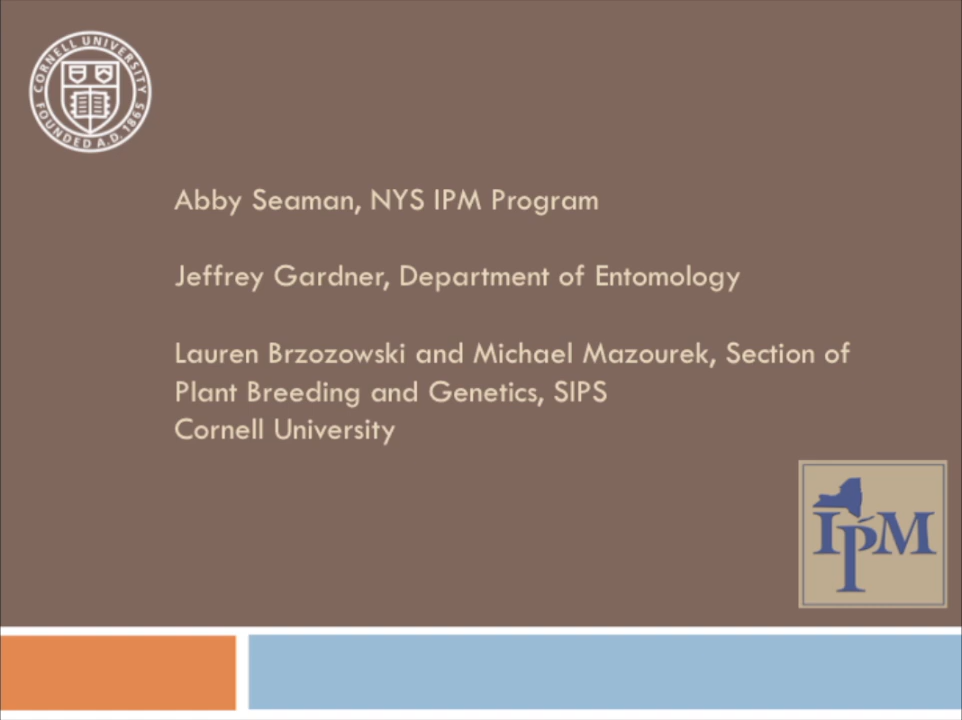 CORNELL UNIVERSITY
FOUNDED A.D. 1865
Abby Seaman, NYS IPM Program
Jeffrey Gardner, Department of Entomology
Lauren Brzozowski and Michael Mazourek, Section of
Plant Breeding and Genetics, SIPS
Cornell University
IPM